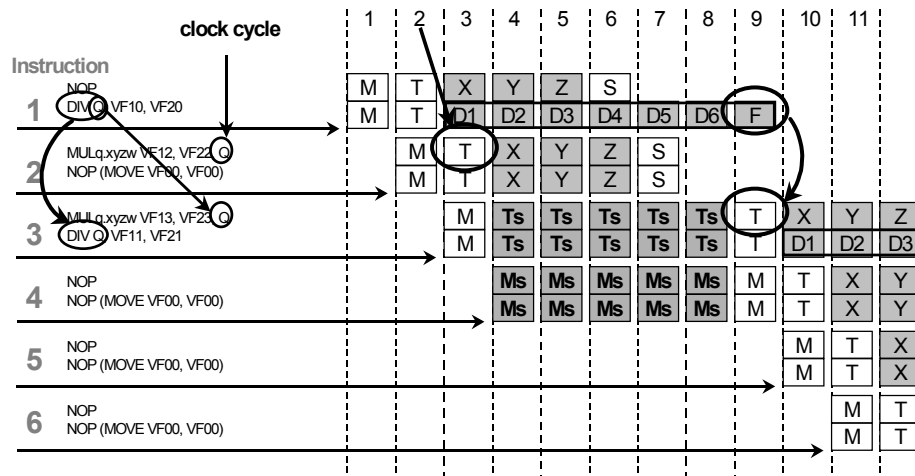 1 2 3 4 5 6 7 8 9 10 11
clock cycle
Instruction
1
NOP
DIV Q, VF10, VF20
M T X Y Z S
M T D1 D2 D3 D4 D5 D6 F
2
MULq.xyzw VF12, VF22, Q
NOP (MOVE VF00, VF00)
M T X Y Z S
M T X Y Z S
3
MULq.xyzw VF13, VF23, Q
DIV Q, VF11, VF21
M Ts Ts Ts Ts Ts T X Y Z
M Ts Ts Ts Ts Ts T D1 D2 D3
4
NOP
NOP (MOVE VF00, VF00)
Ms Ms Ms Ms Ms M T X Y
Ms Ms Ms Ms Ms M T X Y
5
NOP
NOP (MOVE VF00, VF00)
M T X
M T X
6
NOP
NOP (MOVE VF00, VF00)
M T
M T